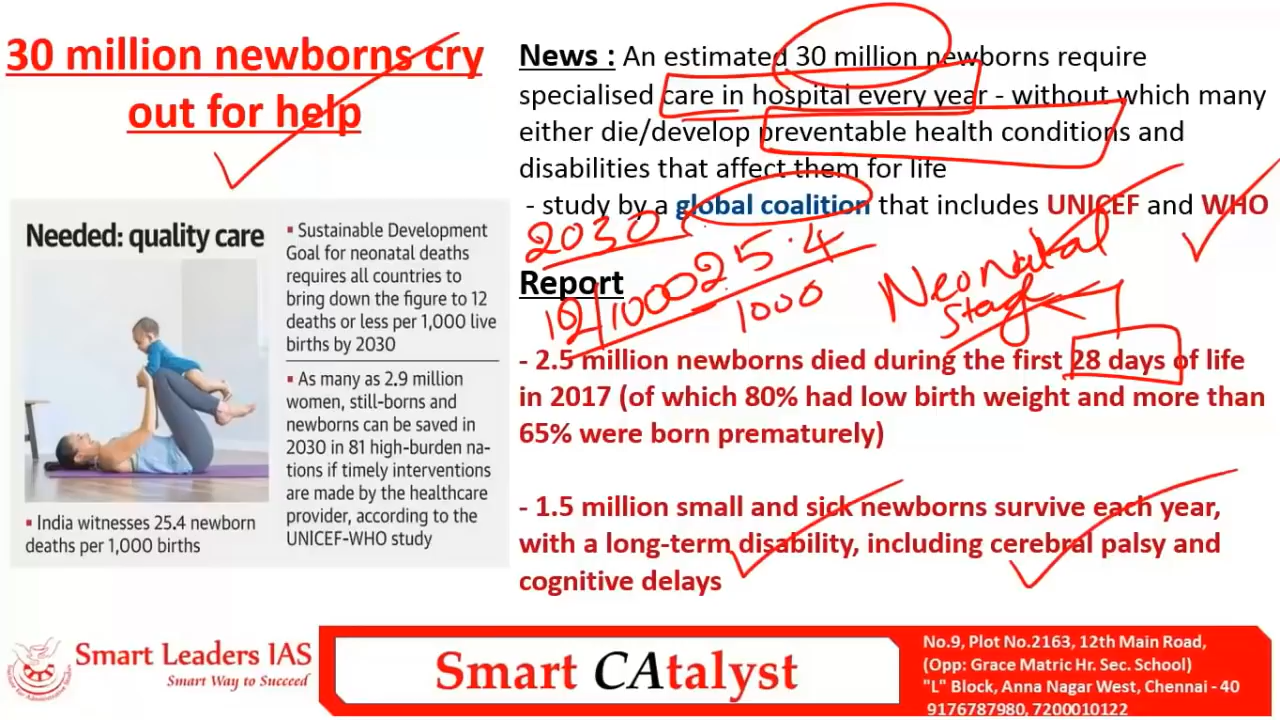 30 million newborns cry
out for help
News : An estimated 30 million newborns require
specialised care in hospital every year - without which many
either die/develop preventable health conditions and
disabilities that affect them for life
- study by a global coalition that includes UNICEF and WHO
2030
12/1000
25.4
1000
Neonatal
Stage
Report
- 2.5 million newborns died during the first 28 days of life
in 2017 (of which 80% had low birth weight and more than
65% were born prematurely)
- 1.5 million small and sick newborns survive each year,
with a long-term disability, including cerebral palsy and
cognitive delays
Needed: quality care
India witnesses 25.4 newborn
deaths per 1,000 births
Sustainable Development
Goal for neonatal deaths
requires all countries to
bring down the figure to 12
deaths or less per 1,000 live
births by 2030
As many as 2.9 million
women, still-borns and
newborns can be saved in
2030 in 81 high-burden na-
tions if timely interventions
are made by the healthcare
provider, according to the
UNICEF-WHO study
Smart Leaders IAS
Smart Way to Succeed
Smart CAtalyst
No.9, Plot No.2163, 12th Main Road,
(Opp: Grace Matric Hr. Sec. School)
"L" Block, Anna Nagar West, Chennai - 40
9176787980, 7200010122